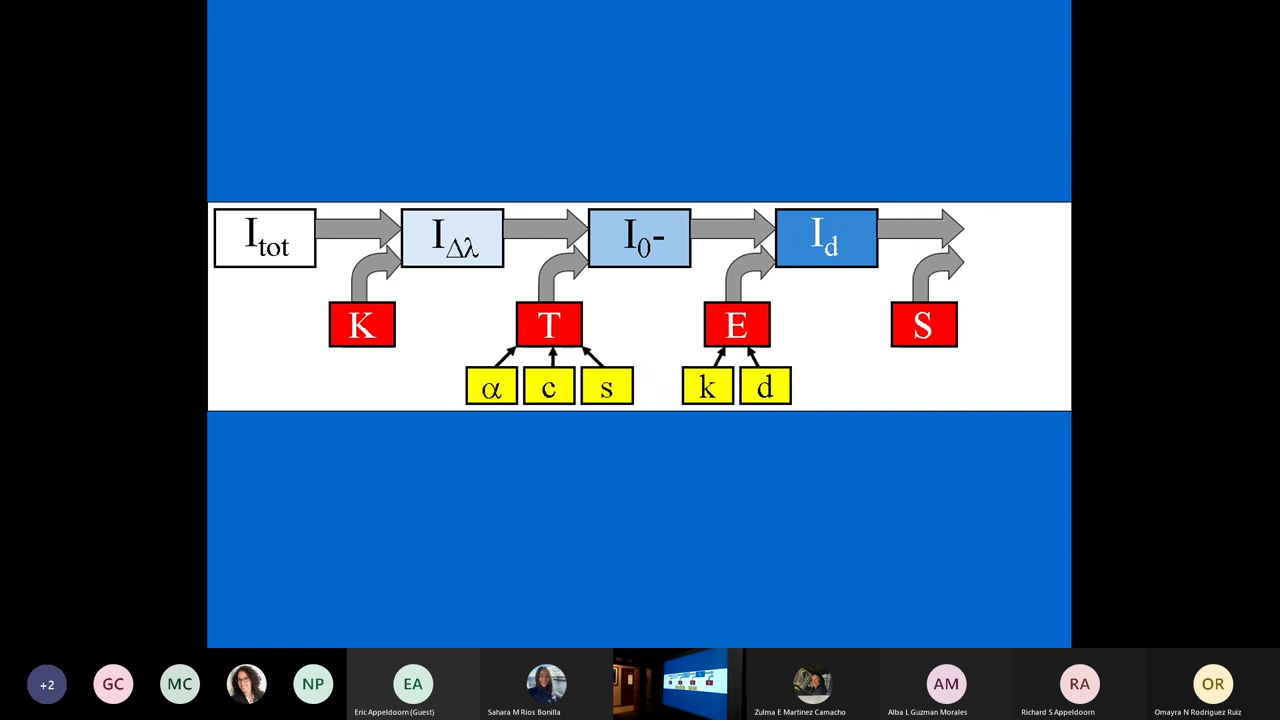 Itot
IΔλ
I0-
Id
K
T
E
S
α
c
s
k
d
+2
GC
MC
NP
EA
AM
RA
OR
Eric Appeldoorn (Guest)
Sahara M Rios Bonilla
Zulma E Martinez Camacho
Alba L Guzman Morales
Richard S Appeldoorn
Omayra N Rodriguez Ruiz